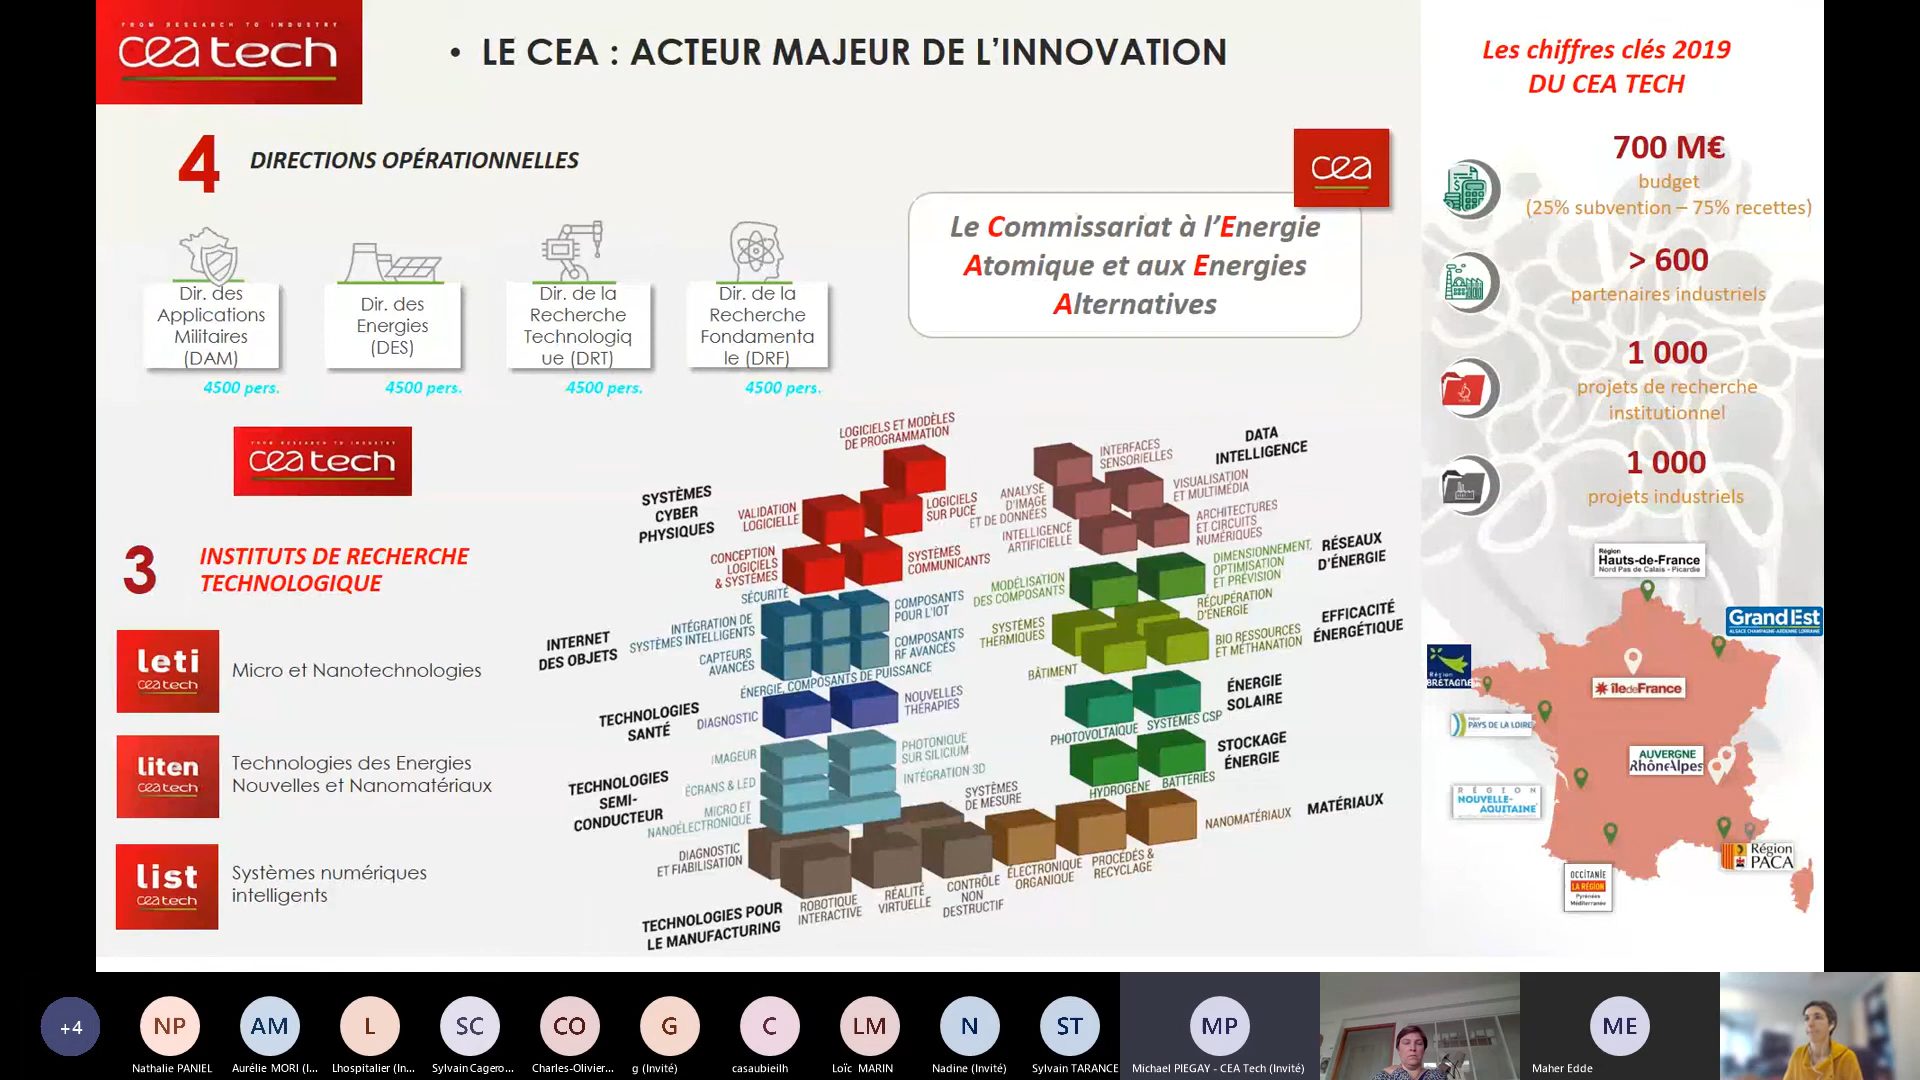 FROM RESEARCH TO INDUSTRY
cea tech
• LE CEA : ACTEUR MAJEUR DE L'INNOVATION
4
DIRECTIONS OPÉRATIONNELLES
Dir. des
Applications
Militaires
(DAM)
4500 pers.
Dir. des
Energies
(DES)
4500 pers.
Dir. de la
Recherche
Technologiq
ue (DRT)
4500 pers.
Dir. de la
Recherche
Fondamenta
le (DRF)
4500 pers.
cea
Le Commissariat à l'Energie
Atomique et aux Energies
Alternatives
FROM RESEARCH TO INDUSTRY
cea tech
3
INSTITUTS DE RECHERCHE
TECHNOLOGIQUE
leti
cea tech
Micro et Nanotechnologies
liten
cea tech
Technologies des Energies
Nouvelles et Nanomatériaux
list
cea tech
Systèmes numériques
intelligents
SYSTÈMES
CYBER
PHYSIQUES
LOGICIELS ET MODÈLES
DE PROGRAMMATION
VALIDATION
LOGICIELLE
LOGICIELS
SUR PUCE
CONCEPTION
LOGICIELS
& SYSTÈMES
SYSTÈMES
COMMUNICANTS
INTERNET
DES OBJETS
SÉCURITÉ
INTÉGRATION DE
SYSTÈMES INTELLIGENTS
CAPTEURS
AVANCÉS
COMPOSANTS
POUR L'IOT
COMPOSANTS
RF AVANCÉS
ÉNERGIE, COMPOSANTS DE PUISSANCE
TECHNOLOGIES
SANTÉ
DIAGNOSTIC
NOUVELLES
THÉRAPIES
TECHNOLOGIES
SEMI-
CONDUCTEUR
IMAGEUR
ÉCRANS & LED
MICRO ET
NANOÉLECTRONIQUE
PHOTONIQUE
SUR SILICIUM
INTÉGRATION 3D
TECHNOLOGIES POUR
LE MANUFACTURING
DIAGNOSTIC
ET FIABILISATION
ROBOTIQUE
INTERACTIVE
RÉALITÉ
VIRTUELLE
CONTRÔLE
NON
DESTRUCTIF
SYSTÈMES
DE MESURE
DATA
INTELLIGENCE
INTERFACES
SENSORIELLES
ANALYSE
D'IMAGE
ET DE DONNÉES
VISUALISATION
ET MULTIMÉDIA
INTELLIGENCE
ARTIFICIELLE
ARCHITECTURES
ET CIRCUITS
NUMÉRIQUES
RÉSEAUX
D'ÉNERGIE
MODÉLISATION
DES COMPOSANTS
DIMENSIONNEMENT,
OPTIMISATION
ET PRÉVISION
EFFICACITÉ
ÉNERGÉTIQUE
RÉCUPÉRATION
D'ÉNERGIE
SYSTÈMES
THERMIQUES
BIO RESSOURCES
ET MÉTHANATION
BÂTIMENT
ÉNERGIE
SOLAIRE
PHOTOVOLTAÏQUE
SYSTÈMES CSP
STOCKAGE
ÉNERGIE
HYDROGÈNE
BATTERIES
MATÉRIAUX
ÉLECTRONIQUE
ORGANIQUE
PROCÉDÉS &
RECYCLAGE
NANOMATÉRIAUX
Les chiffres clés 2019
DU CEA TECH
700 M€
budget
(25% subvention – 75% recettes)
> 600
partenaires industriels
1 000
projets de recherche
institutionnel
1 000
projets industriels
Région
Hauts-de-France
Nord Pas de Calais - Picardie
GrandEst
ALSACE CHAMPAGNE-ARDENNE LORRAINE
Région
BRETAGNE
îledeFrance
PAYS DE LA LOIRE
AUVERGNE
RhôneAlpes
RÉGION
NOUVELLE-
AQUITAINE
Région
PACA
OCCITANIE
LA RÉGION
Pyrénées
Méditerranée
+4
NP
AM
L
SC
CO
G
C
LM
N
ST
MP
ME
Nathalie PANIEL
Aurélie MORI (I...
Lhospitalier (In...
Sylvain Cagero...
Charles-Olivier...
g (Invité)
casaubieilh
Loïc MARIN
Nadine (Invité)
Sylvain TARANCE
Michael PIEGAY - CEA Tech (Invité)
Maher Edde